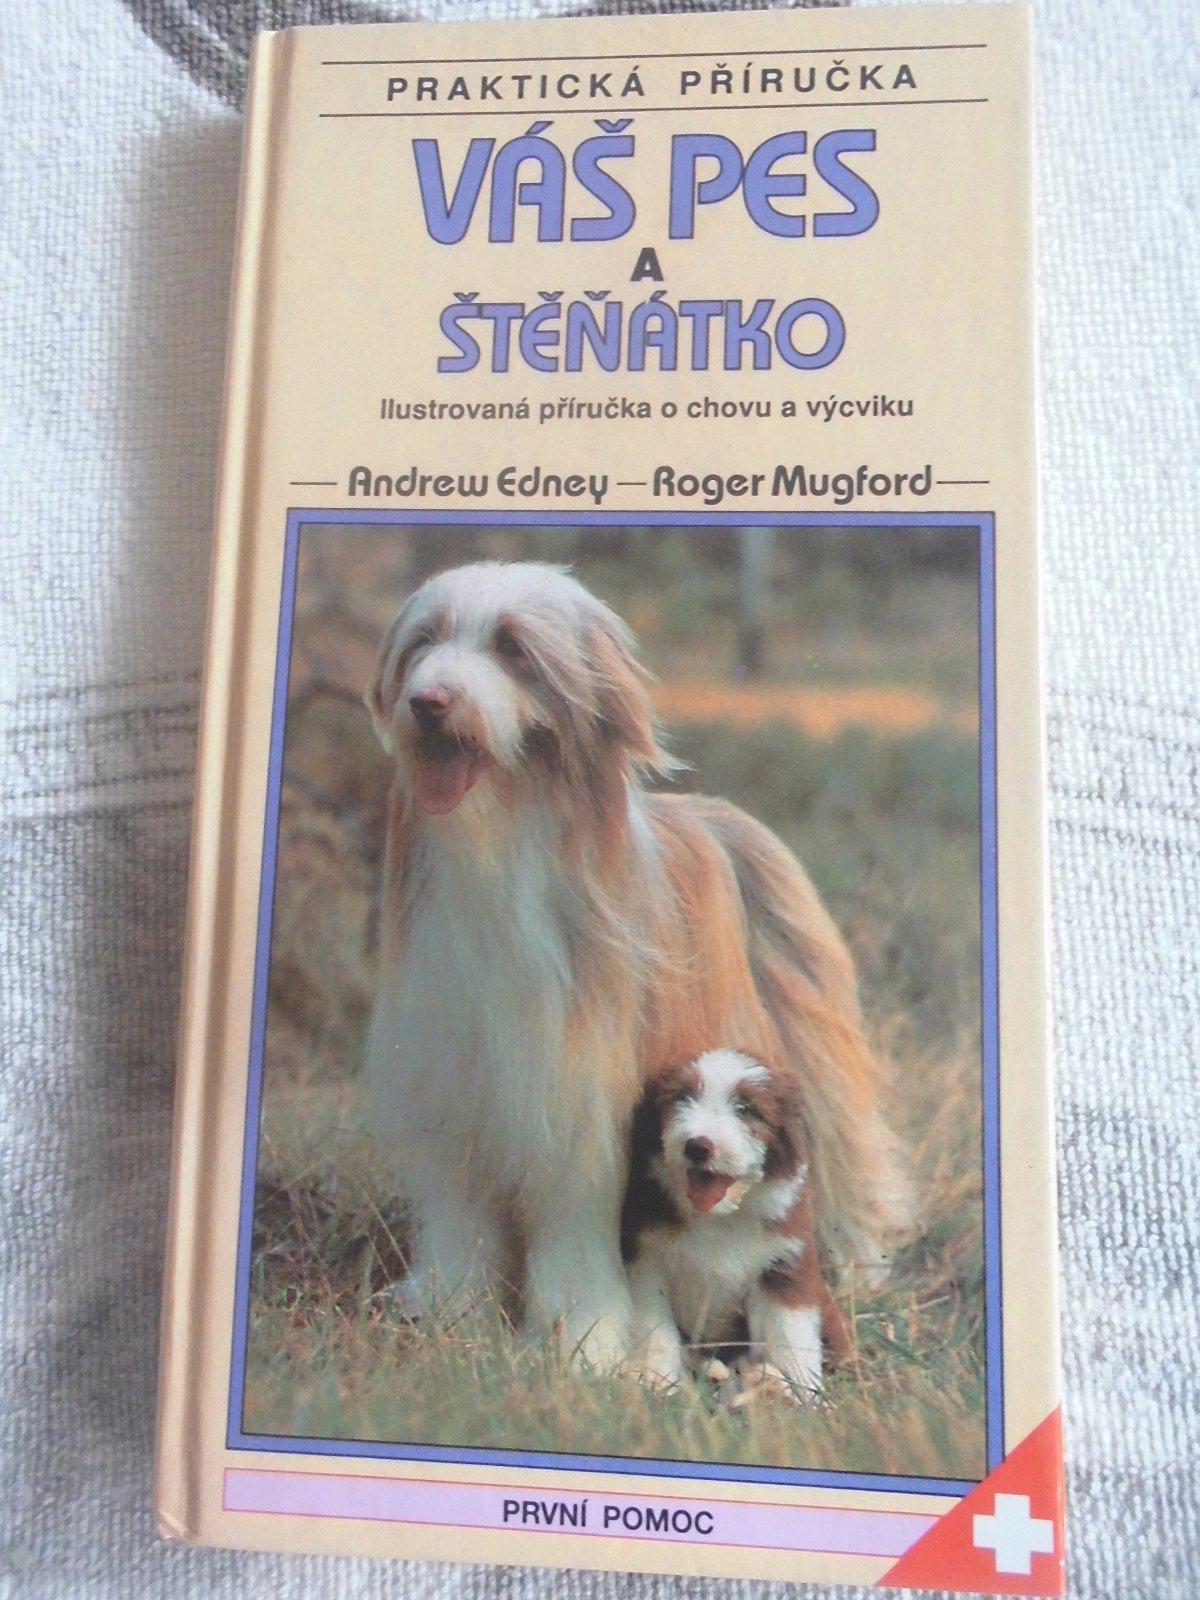 PRAKTICKÁ PŘÍRUČKA
VÁŠ PES
A
ŠTĚŇÁTKO
Ilustrovaná příručka o chovu a výcviku
Andrew Edney — Roger Mugford
PRVNÍ POMOC